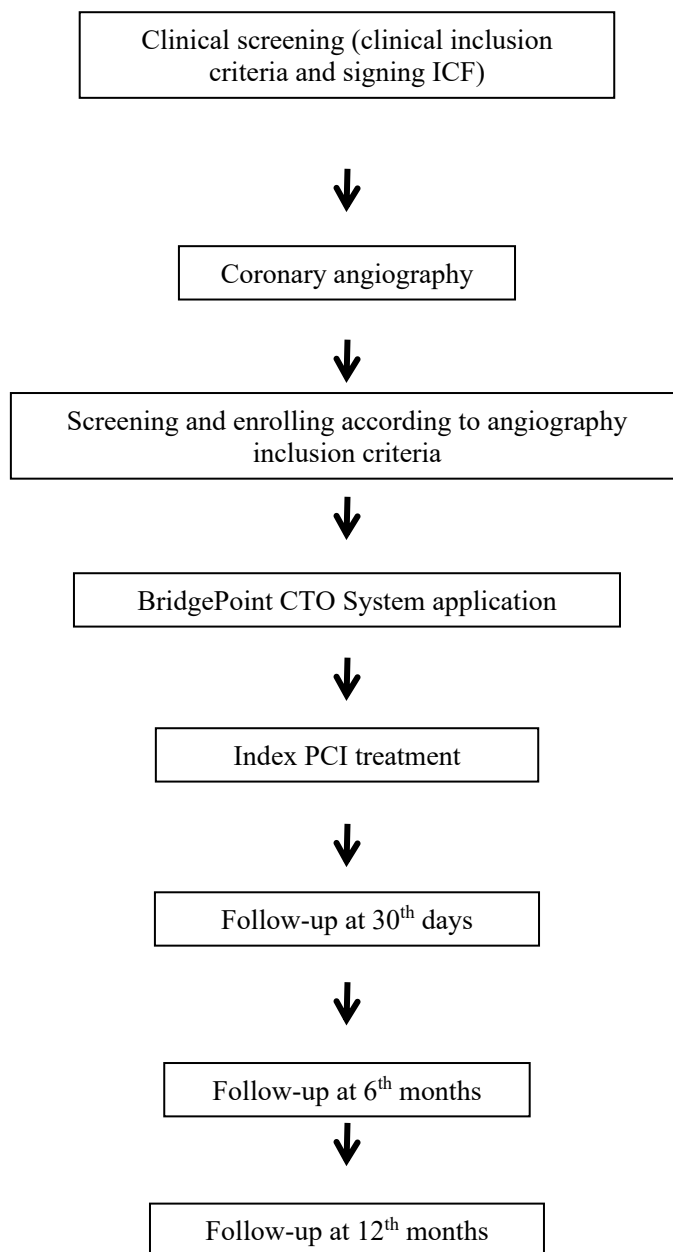 Clinical screening (clinical inclusion
criteria and signing ICF)
Coronary angiography
Screening and enrolling according to angiography
inclusion criteria
BridgePoint CTO System application
Index PCI treatment
Follow-up at 30th days
Follow-up at 6th months
Follow-up at 12th months